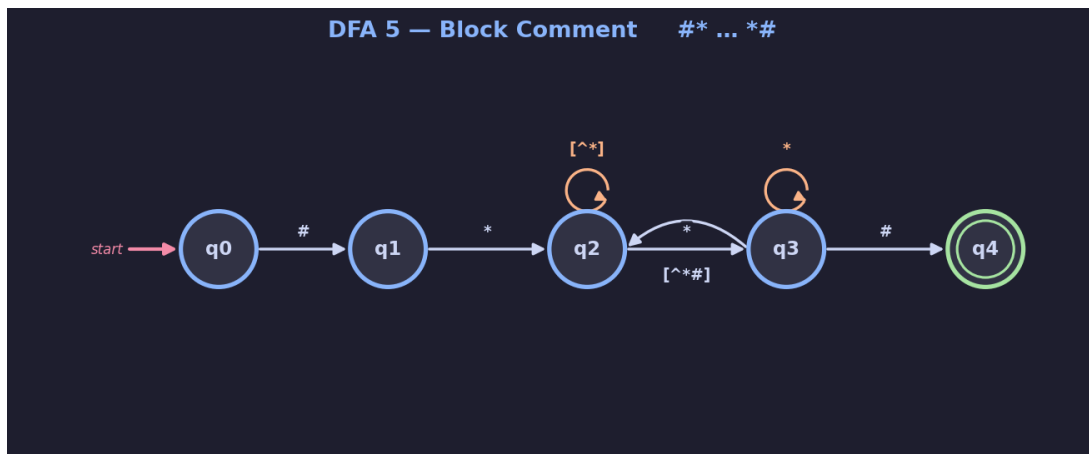 DFA 5 — Block Comment #* ... *#
[^*] *
start q0 # q1 * q2 * q3 # q4
[^*#]